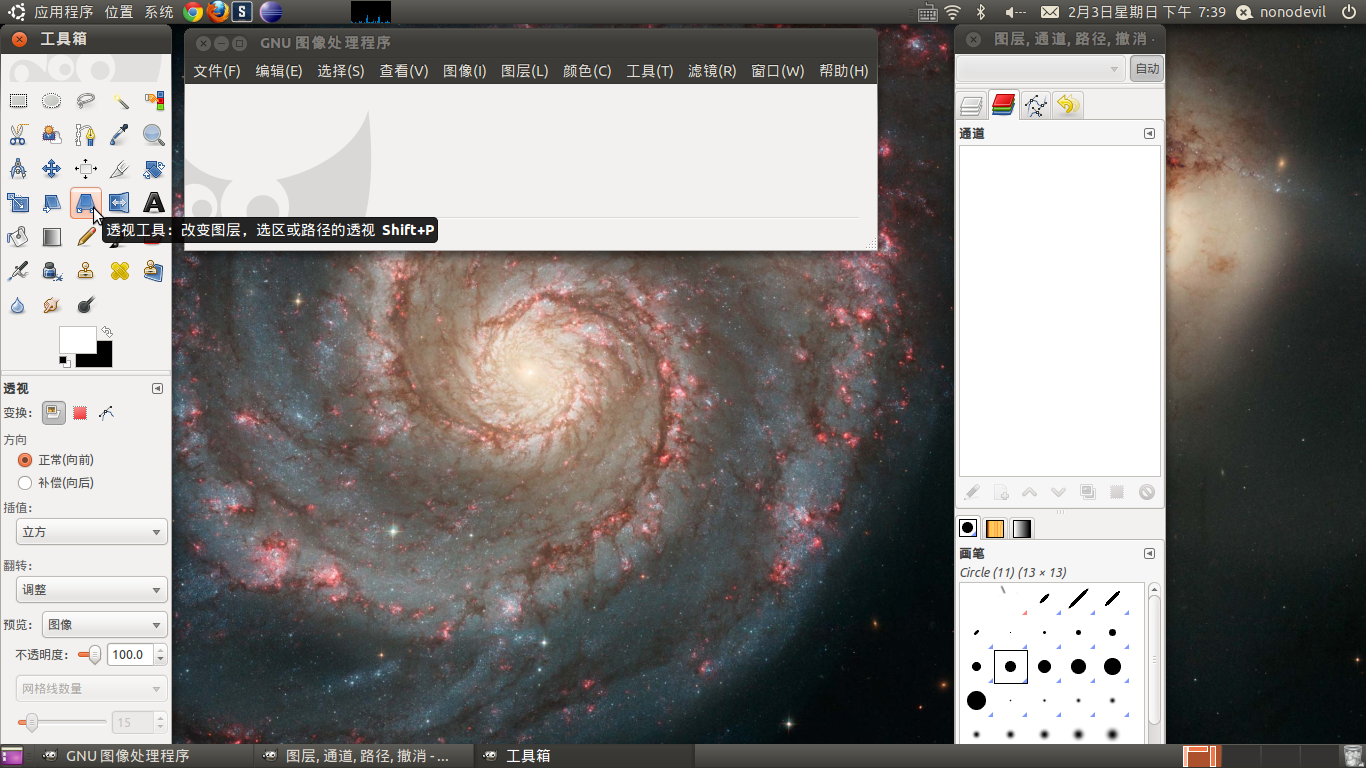 应用程序 位置 系统
2月3日星期日 下午 7:39 nonodevil
工具箱
GNU 图像处理程序
文件(F) 编辑(E) 选择(S) 查看(V) 图像(I) 图层(L) 颜色(C) 工具(T) 滤镜(R) 窗口(W) 帮助(H)
透视工具：改变图层，选区或路径的透视 Shift+P
透视
变换:
方向
正常(向前)
补偿(向后)
插值:
立方
翻转:
调整
预览: 图像
不透明度: 100.0
网格线数量
15
图层, 通道, 路径, 撤消 -
自动
通道
画笔
Circle (11) (13 × 13)
GNU 图像处理程序
图层, 通道, 路径, 撤消 - ...
工具箱